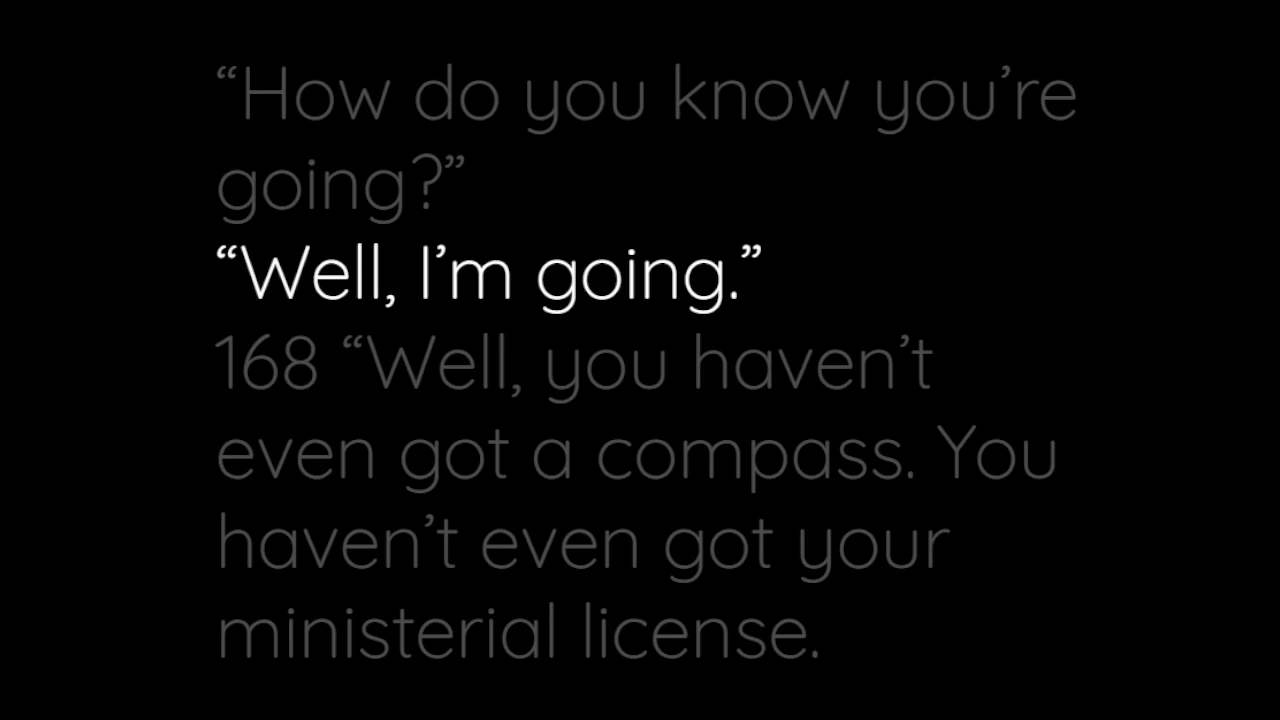 “How do you know you’re
going?”
“Well, I’m going.”
168 “Well, you haven’t
even got a compass. You
haven’t even got your
ministerial license.